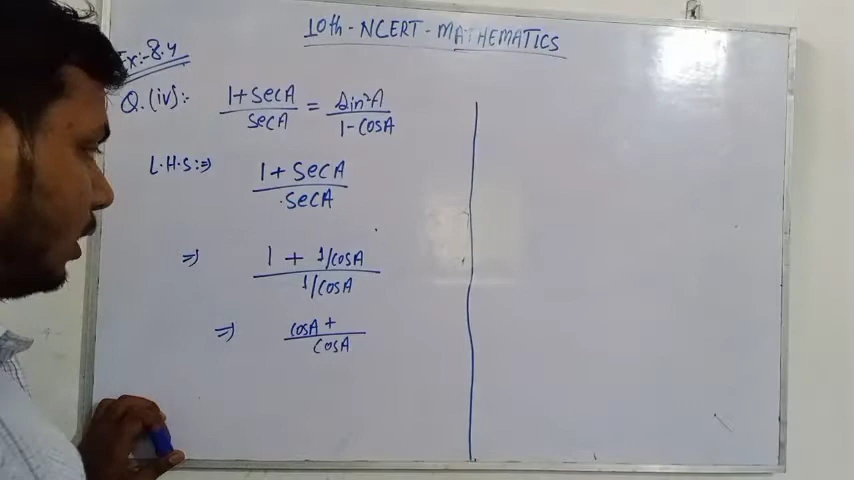 10th-NCERT-MATHEMATICS
Ex:-8.4
Q.(iv):- 1+SecA/SecA = Sin²A/1-CosA
L.H.S:⇒ 1+SecA/SecA
⇒ 1 + 1/CosA / 1/CosA
⇒ CosA + / CosA